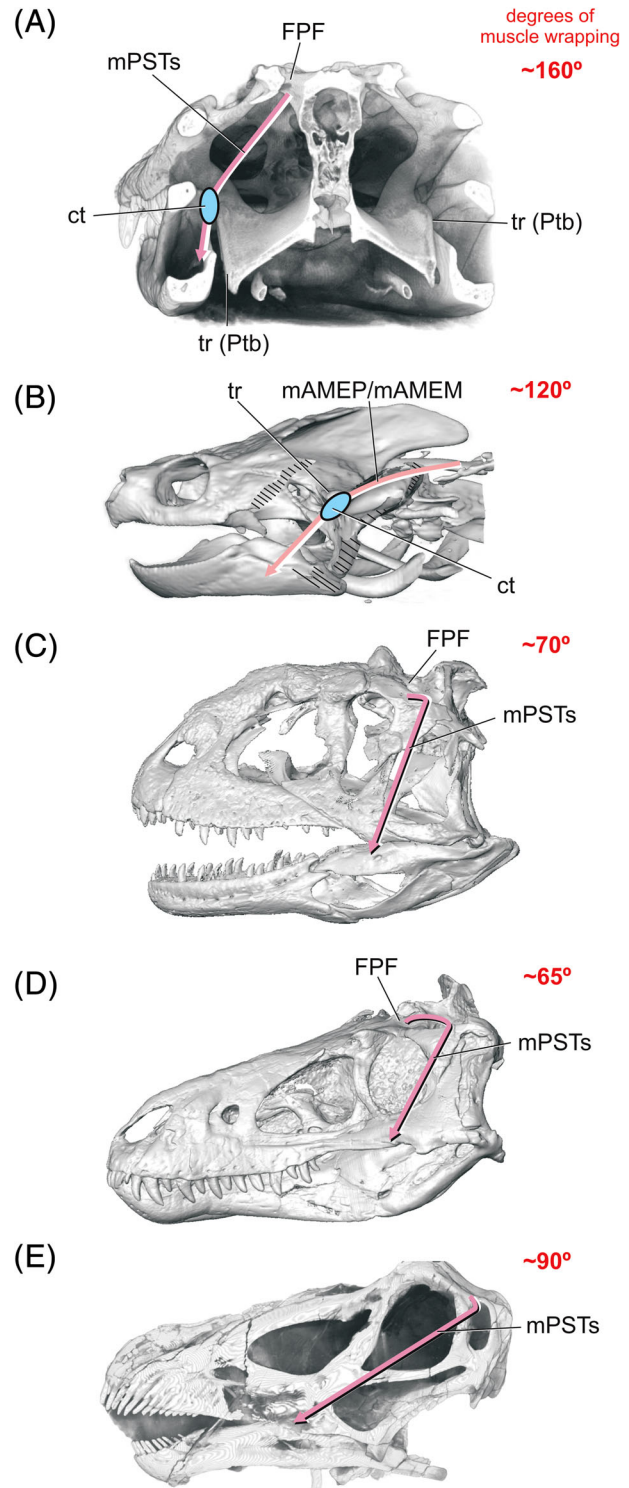 (A)
FPF
degrees of
muscle wrapping
mPSTs
~160º
ct
tr (Ptb)
tr (Ptb)
(B)
tr
mAMEP/mAMEM
~120º
ct
(C)
FPF
~70º
mPSTs
(D)
FPF
~65º
mPSTs
(E)
~90º
mPSTs